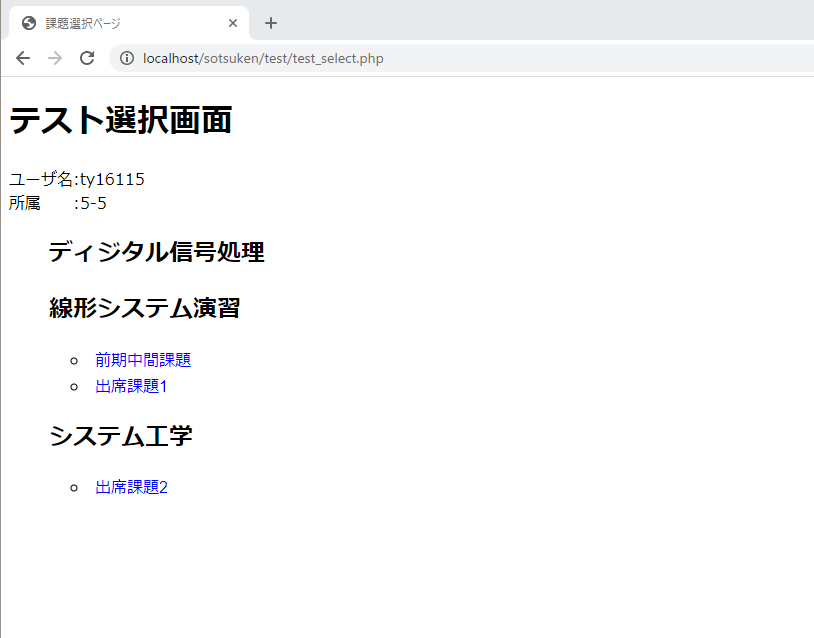 課題選択ページ
localhost/sotsuken/test/test_select.php
テスト選択画面
ユーザ名:ty16115
所属　　:5-5
ディジタル信号処理
線形システム演習
前期中間課題
出席課題1
システム工学
出席課題2